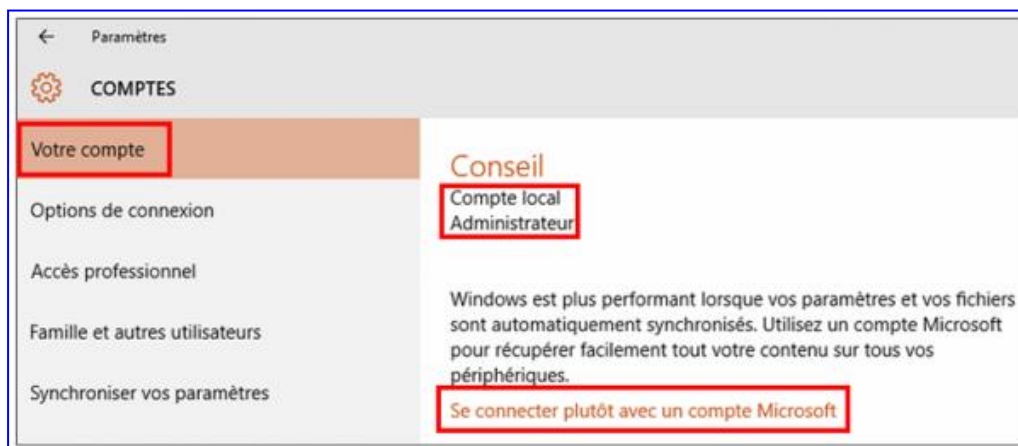 Paramètres
COMPTES
Votre compte
Options de connexion
Accès professionnel
Famille et autres utilisateurs
Synchroniser vos paramètres
Conseil
Compte local
Administrateur
Windows est plus performant lorsque vos paramètres et vos fichiers
sont automatiquement synchronisés. Utilisez un compte Microsoft
pour récupérer facilement tout votre contenu sur tous vos
périphériques.
Se connecter plutôt avec un compte Microsoft